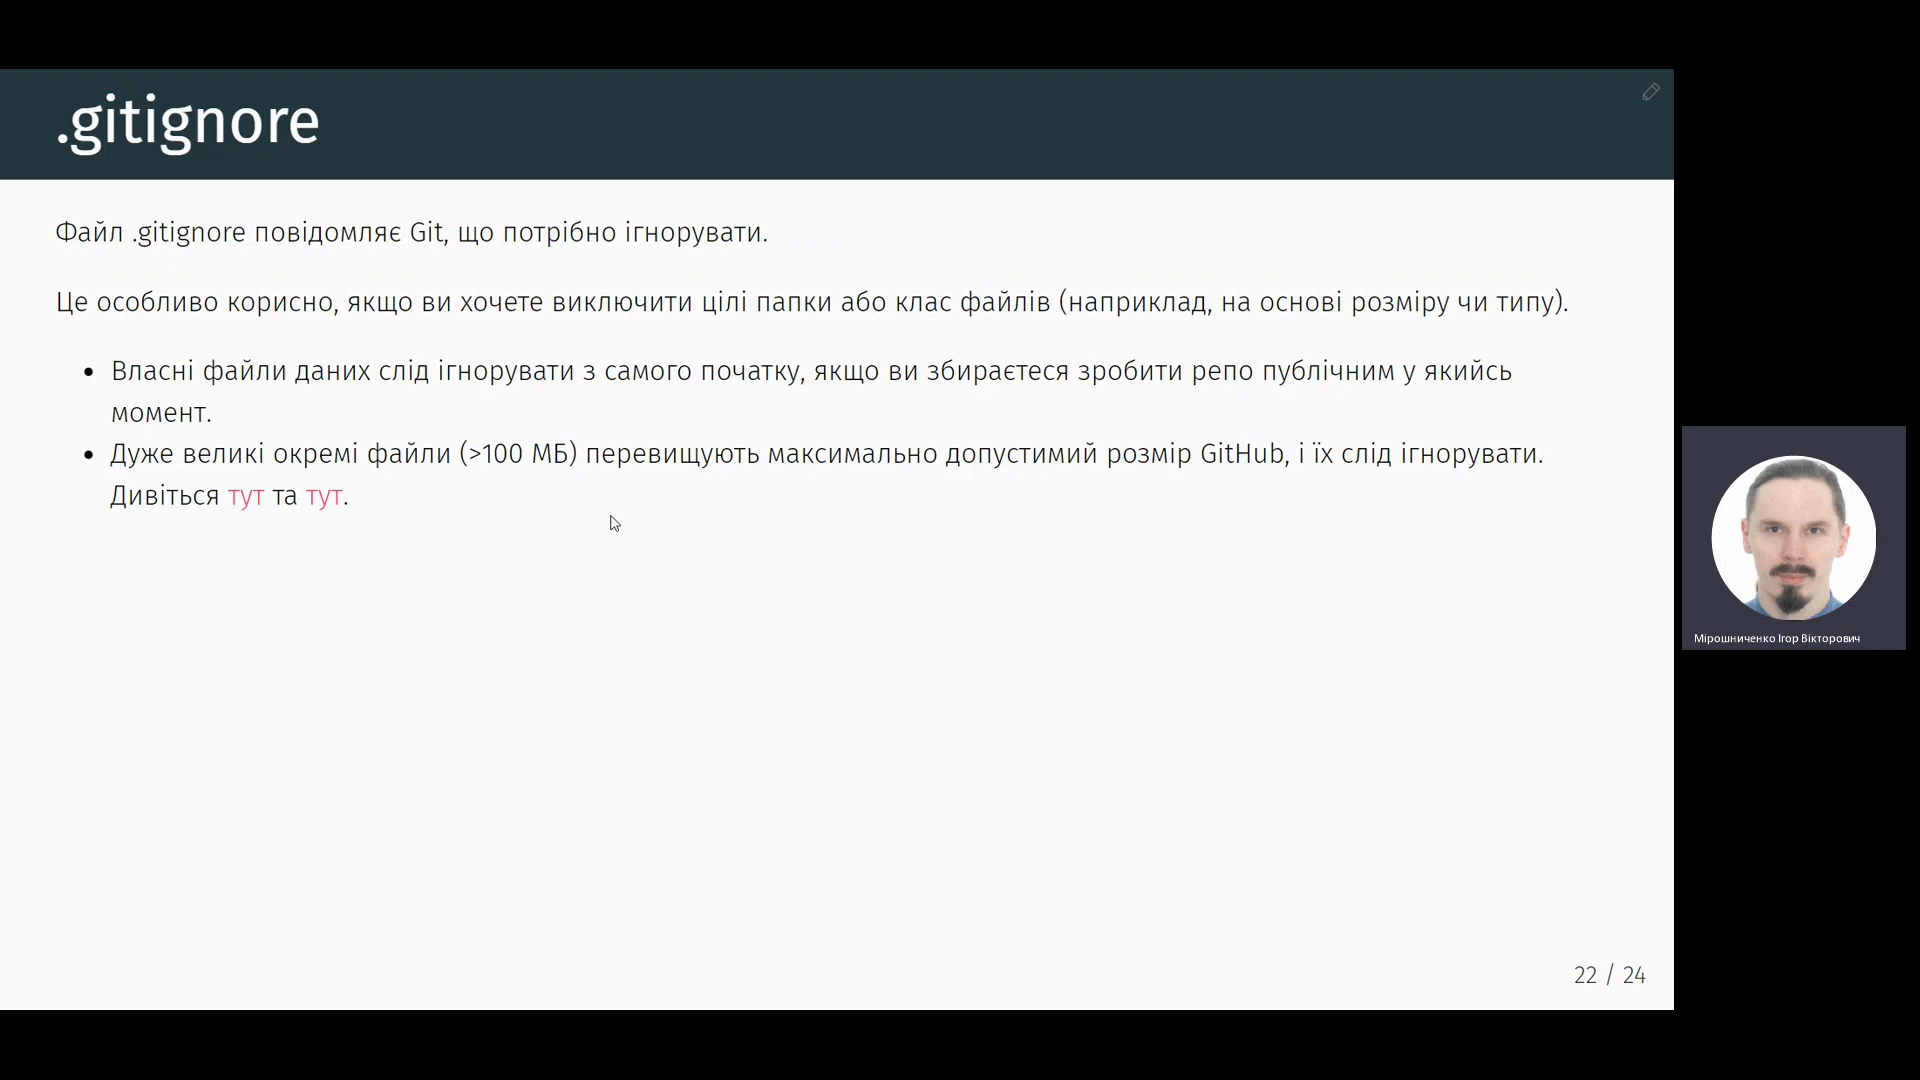 .gitignore
Файл .gitignore повідомляє Git, що потрібно ігнорувати.
Це особливо корисно, якщо ви хочете виключити цілі папки або клас файлів (наприклад, на основі розміру чи типу).
• Власні файли даних слід ігнорувати з самого початку, якщо ви збираєтеся зробити репо публічним у якийсь
момент.
• Дуже великі окремі файли (>100 МБ) перевищують максимально допустимий розмір GitHub, і їх слід ігнорувати.
Дивіться тут та тут.
Мірошниченко Ігор Вікторович
22 / 24